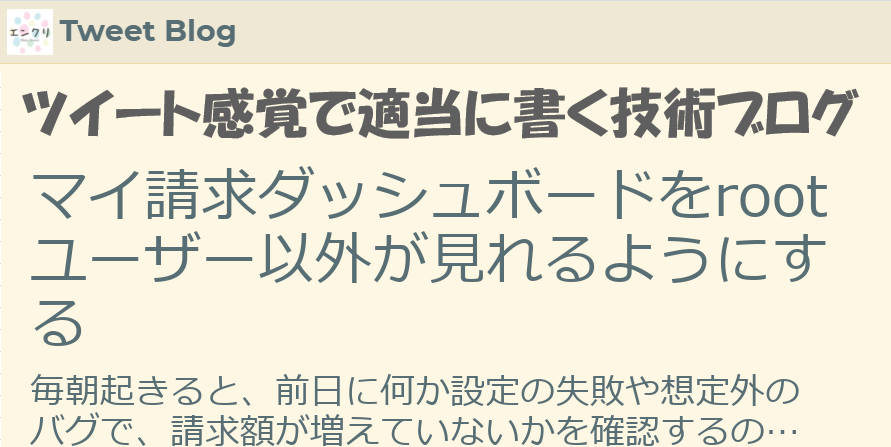 エンクリ
Tweet Blog
ツイート感覚で適当に書く技術ブログ
マイ請求ダッシュボードをroot
ユーザー以外が見れるようにす
る
毎朝起きると、前日に何か設定の失敗や想定外の
バグで、請求額が増えていないかを確認するの…